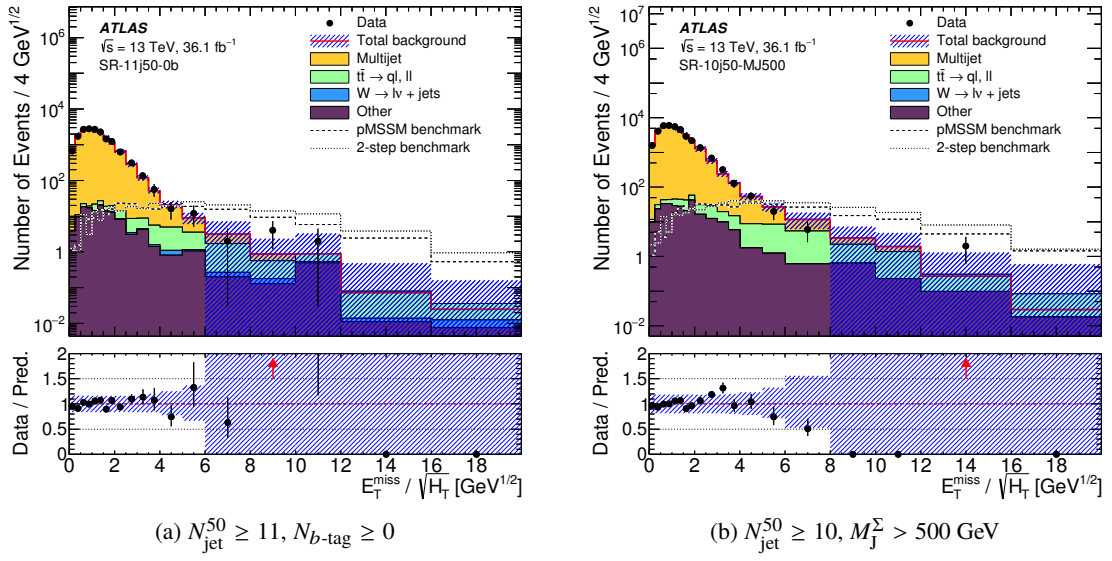 Number of Events / 4 GeV^{1/2}
ATLAS
√s = 13 TeV, 36.1 fb⁻¹
SR-11j50-0b
Data
Total background
Multijet
tt̄ → ql, ll
W → lν + jets
Other
pMSSM benchmark
2-step benchmark
10⁶
10⁴
10²
1
10⁻²
Data / Pred.
2
1.5
1
0.5
0
0 2 4 6 8 10 12 14 16 18
E_T^{miss} / √H_T [GeV^{1/2}]
(a) N_{jet}^{50} ≥ 11, N_{b-tag} ≥ 0
Number of Events / 4 GeV^{1/2}
ATLAS
√s = 13 TeV, 36.1 fb⁻¹
SR-10j50-MJ500
Data
Total background
Multijet
tt̄ → ql, ll
W → lν + jets
Other
pMSSM benchmark
2-step benchmark
10⁷
10⁶
10⁴
10²
1
10⁻²
Data / Pred.
2
1.5
1
0.5
0
0 2 4 6 8 10 12 14 16 18
E_T^{miss} / √H_T [GeV^{1/2}]
(b) N_{jet}^{50} ≥ 10, M_J^Σ > 500 GeV